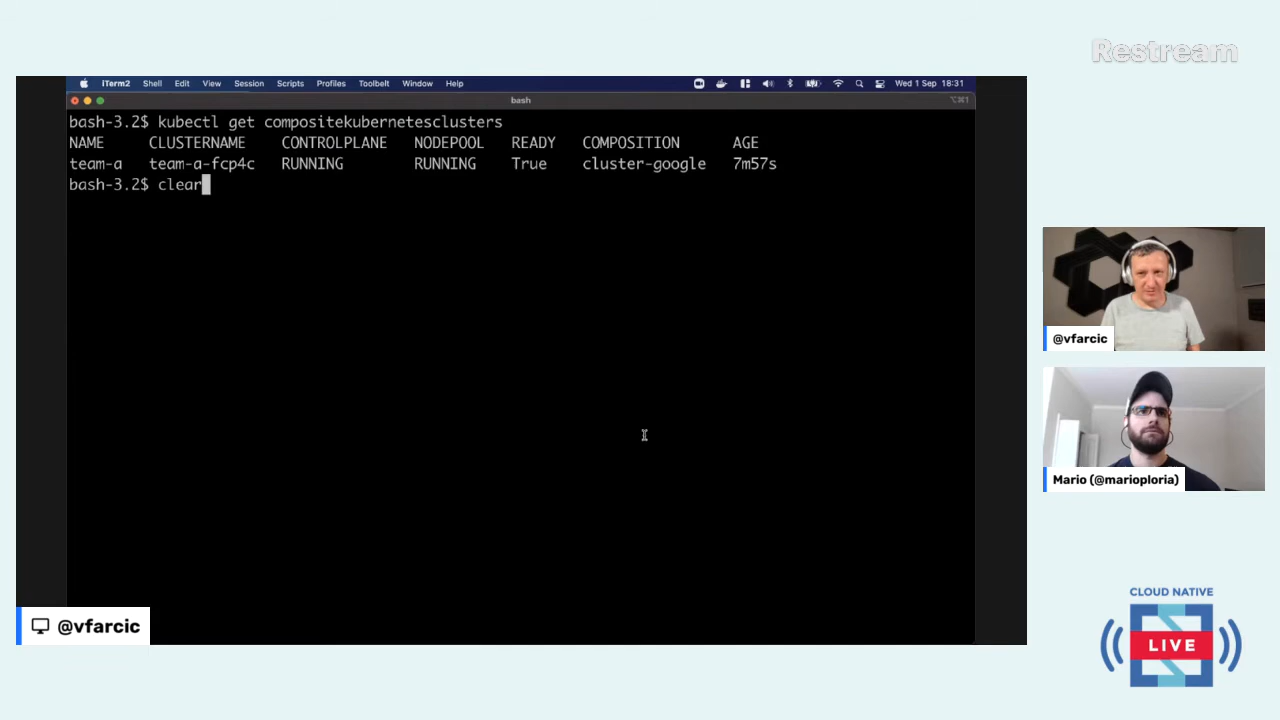 Restream
iTerm2 Shell Edit View Session Scripts Profiles Toolbelt Window Help Wed 1 Sep 18:31
bash ⌥⌘1
bash-3.2$ kubectl get compositekubernetesclusters
NAME CLUSTERNAME CONTROLPLANE NODEPOOL READY COMPOSITION AGE
team-a team-a-fcp4c RUNNING RUNNING True cluster-google 7m57s
bash-3.2$ clear
@vfarcic
Mario (@marioploria)
@vfarcic
CLOUD NATIVE
LIVE